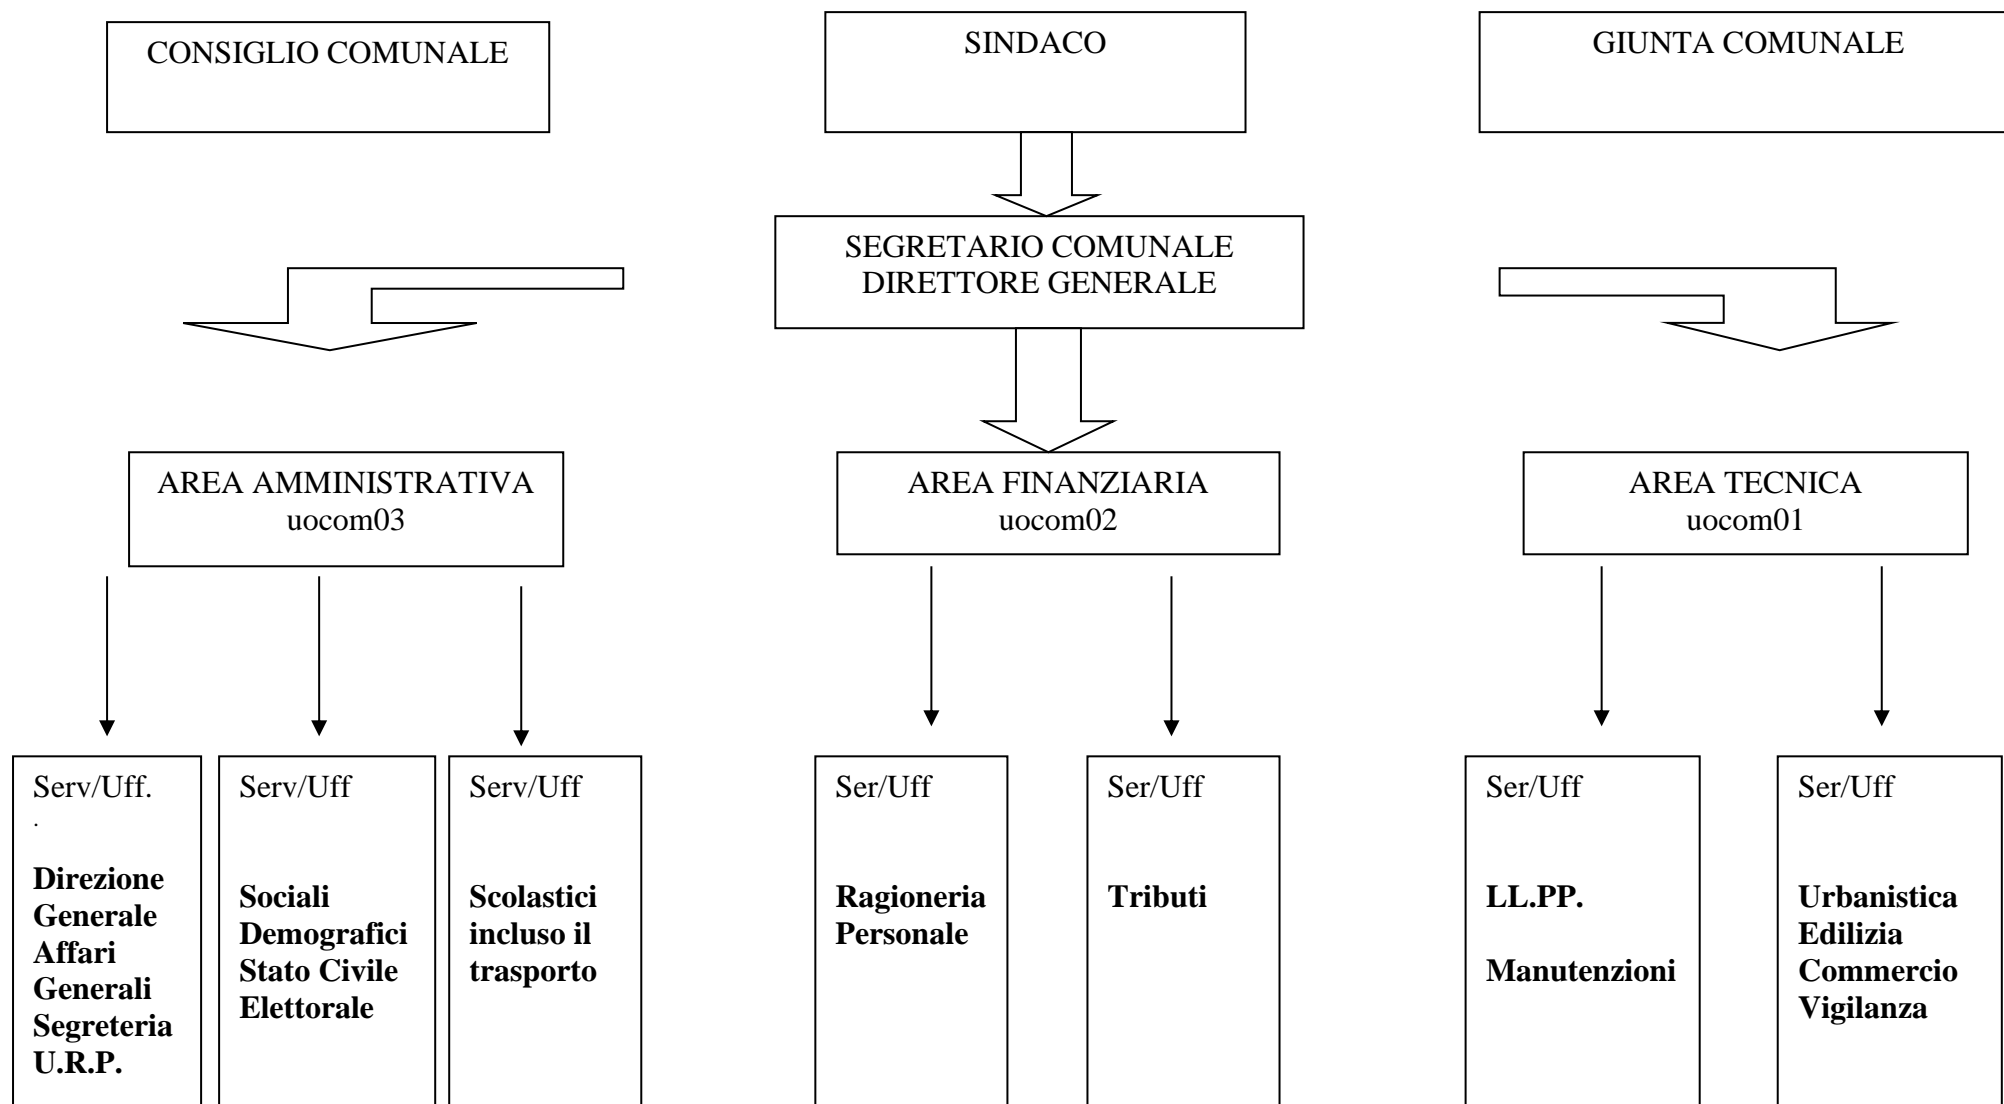 CONSIGLIO COMUNALE
SINDACO
GIUNTA COMUNALE
SEGRETARIO COMUNALE
DIRETTORE GENERALE
AREA AMMINISTRATIVA
uocom03
AREA FINANZIARIA
uocom02
AREA TECNICA
uocom01
Serv/Uff.
.
Direzione
Generale
Affari
Generali
Segreteria
U.R.P.
Serv/Uff
Sociali
Demografici
Stato Civile
Elettorale
Serv/Uff
Scolastici
incluso il
trasporto
Ser/Uff
Ragioneria
Personale
Ser/Uff
Tributi
Ser/Uff
LL.PP.
Manutenzioni
Ser/Uff
Urbanistica
Edilizia
Commercio
Vigilanza